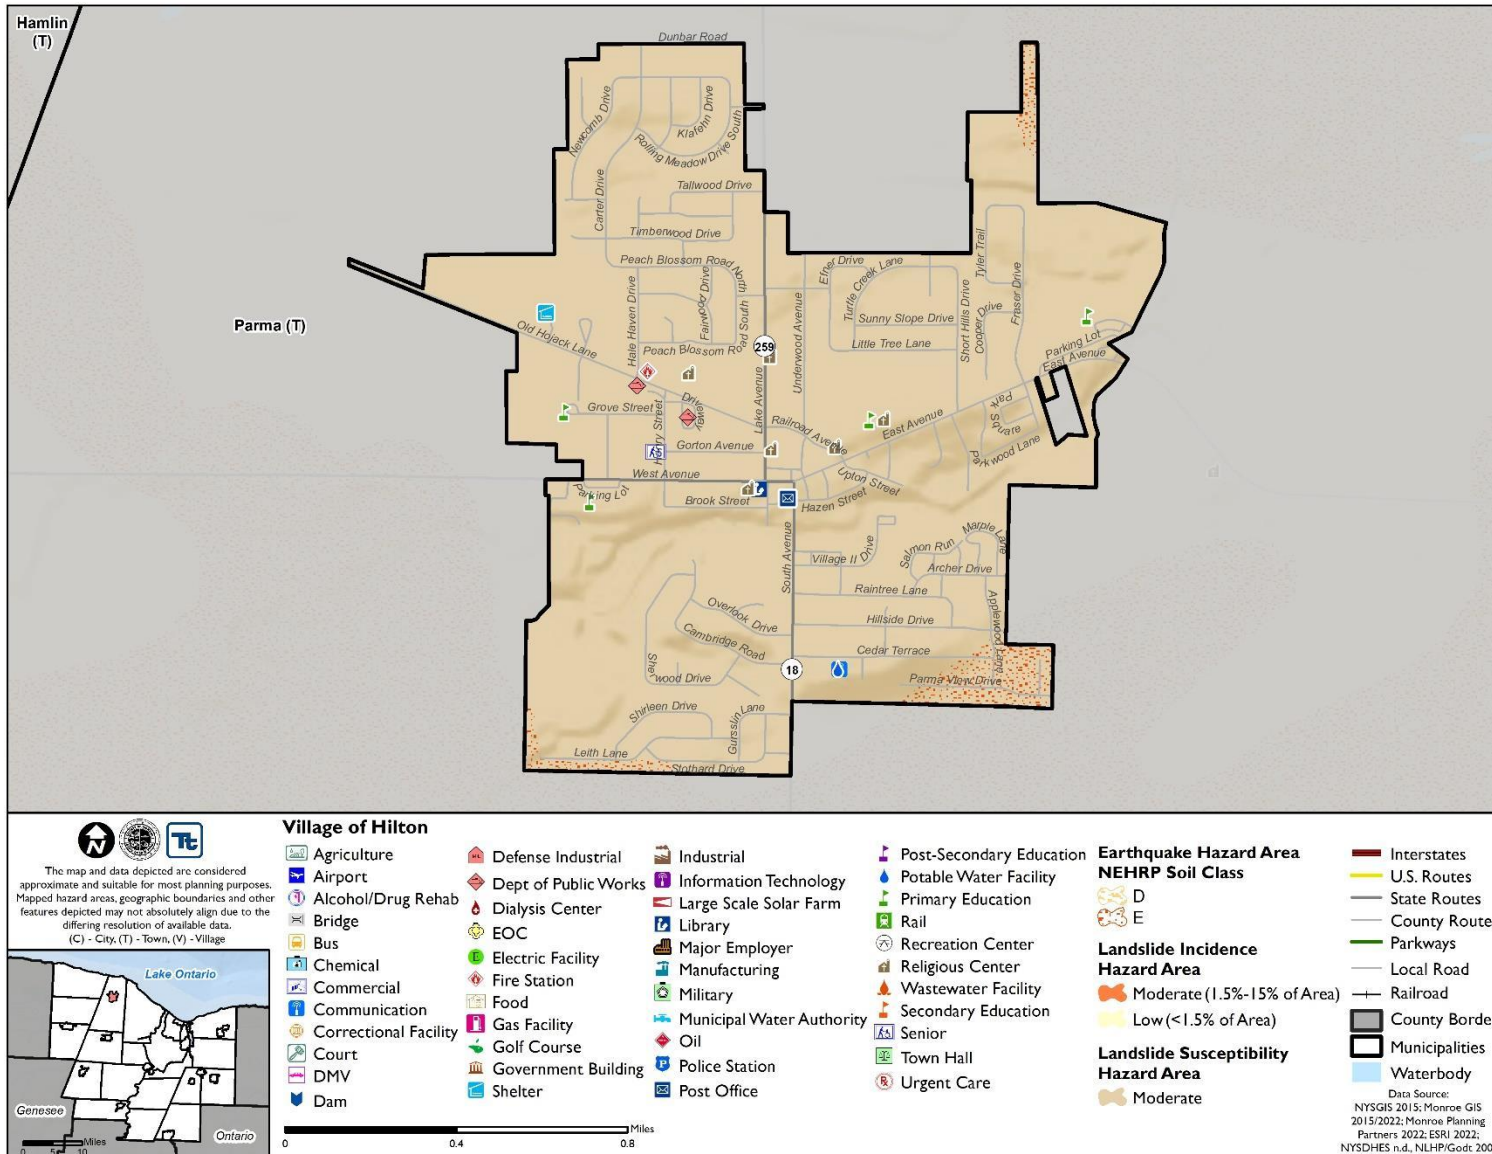 Hamlin
(T)
Dunbar Road
Newcomb Drive
Klafehn Drive
Rolling Meadow Drive South
Carter Drive
Tallwood Drive
Timberwood Drive
Peach Blossom Road North
Hale Haven Drive
Fairwood Drive
Road South
Peach Blossom Road South
Parma (T)
Old Hojack Lane
259
Lake Avenue
Underwood Avenue
Efner Drive
Turtle Creek Lane
Sunny Slope Drive
Little Tree Lane
Short Hills Drive
Cooper Drive
Tyler Trail
Fraser Drive
Parking Lot
East Avenue
Grove Street
Henry Street
Driveway
Railroad Avenue
East Avenue
Park Square
Parkwood Lane
Gorton Avenue
West Avenue
Parking Lot
Brook Street
Hazen Street
Upton Street
South Avenue
Village II Drive
Salmon Run
Marple Lane
Archer Drive
Raintree Lane
Applewood Lane
Hillside Drive
Overlook Drive
Cambridge Road
Cedar Terrace
Sherwood Drive
18
Parma View Drive
Shirleen Drive
Gursslin Lane
Leith Lane
Stothard Drive
N
Tt
The map and data depicted are considered
approximate and suitable for most planning purposes.
Mapped hazard areas, geographic boundaries and other
features depicted may not absolutely align due to the
differing resolution of available data.
(C) - City, (T) - Town, (V) - Village
Lake Ontario
Genesee
Ontario
Miles
0 5 10
Village of Hilton
Agriculture
Airport
Alcohol/Drug Rehab
Bridge
Bus
Chemical
Commercial
Communication
Correctional Facility
Court
DMV
Dam
Defense Industrial
Dept of Public Works
Dialysis Center
EOC
Electric Facility
Fire Station
Food
Gas Facility
Golf Course
Government Building
Shelter
Industrial
Information Technology
Large Scale Solar Farm
Library
Major Employer
Manufacturing
Military
Municipal Water Authority
Oil
Police Station
Post Office
Post-Secondary Education
Potable Water Facility
Primary Education
Rail
Recreation Center
Religious Center
Wastewater Facility
Secondary Education
Senior
Town Hall
Urgent Care
Miles
0 0.4 0.8
Earthquake Hazard Area
NEHRP Soil Class
D
E
Landslide Incidence
Hazard Area
Moderate (1.5%-15% of Area)
Low (<1.5% of Area)
Landslide Susceptibility
Hazard Area
Moderate
Interstates
U.S. Routes
State Routes
County Route
Parkways
Local Road
Railroad
County Borde
Municipalities
Waterbody
Data Source:
NYSGIS 2015; Monroe GIS
2015/2022; Monroe Planning
Partners 2022; ESRI 2022;
NYSDHES n.d., NLHP/Godt 200